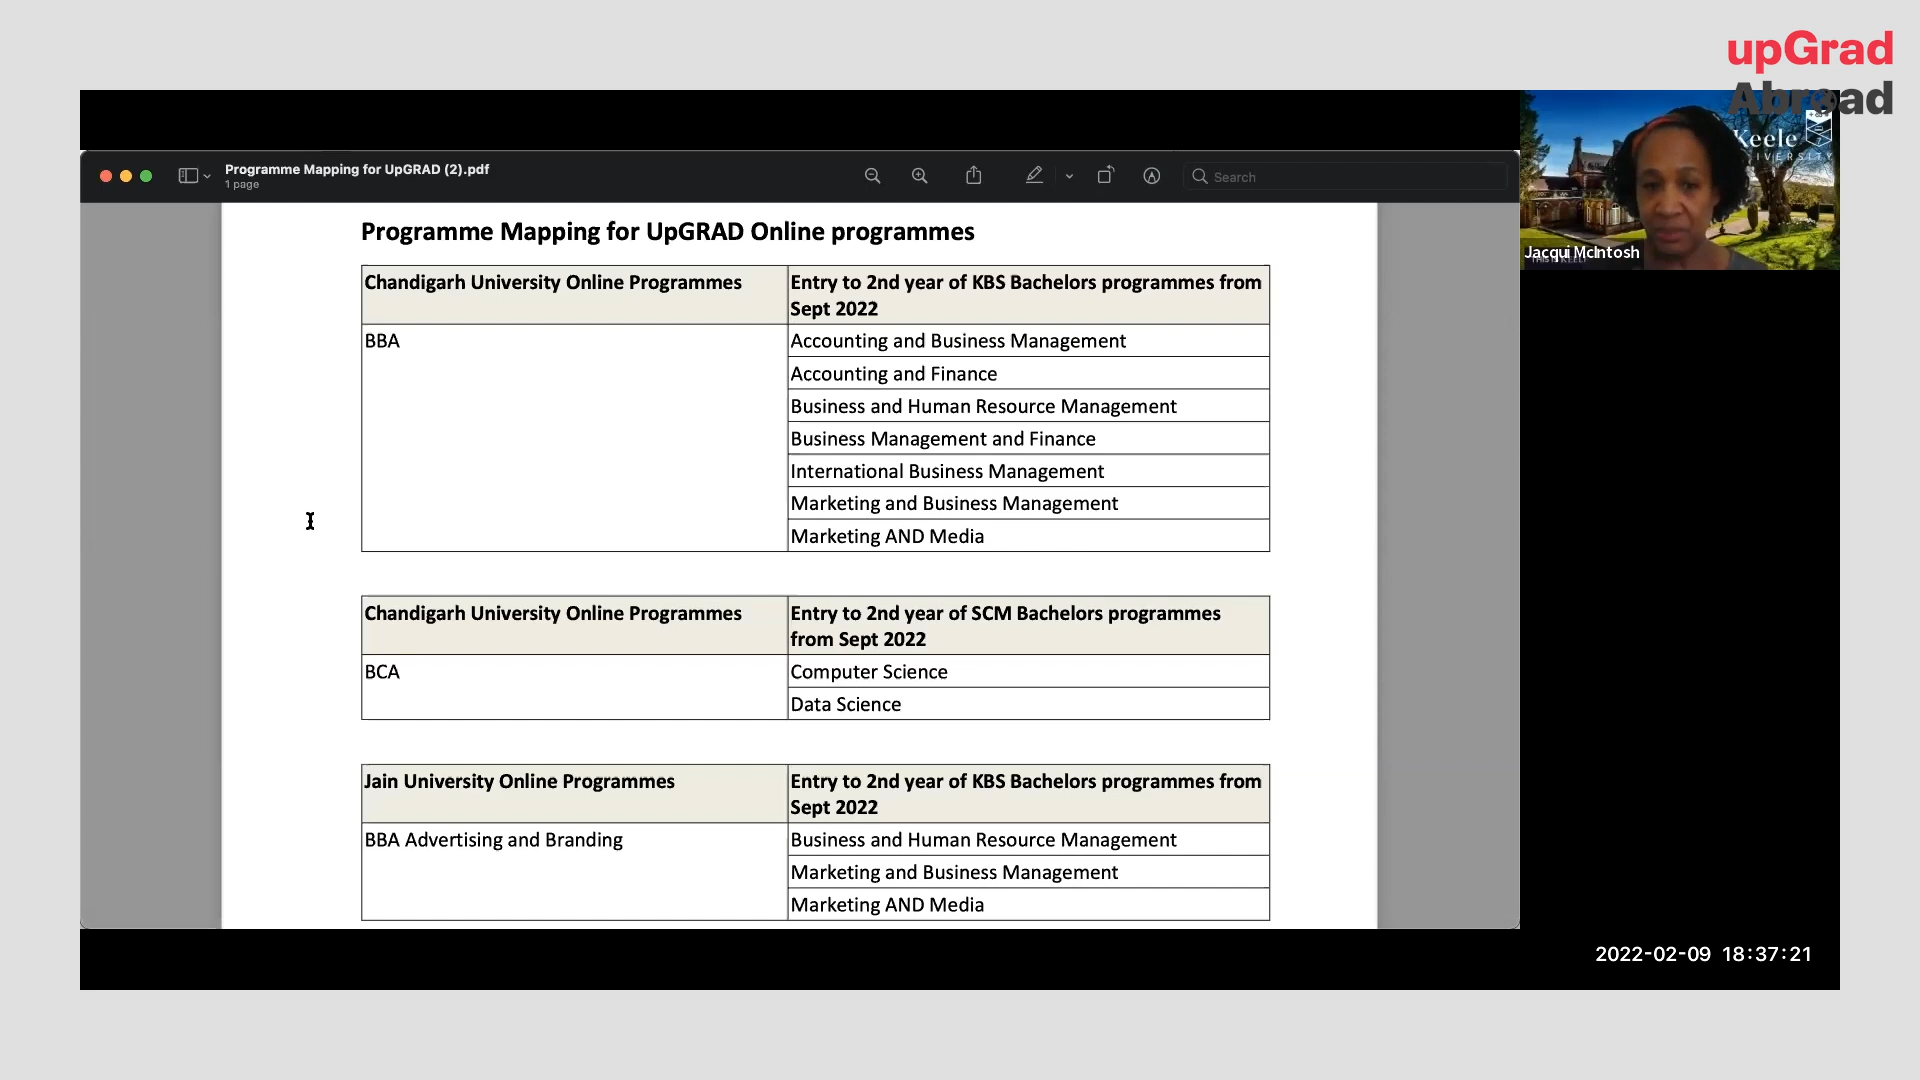 upGrad
Abroad
Programme Mapping for UpGRAD (2).pdf
1 page
Search
Keele
Jacqui McIntosh
Programme Mapping for UpGRAD Online programmes
Chandigarh University Online Programmes
Entry to 2nd year of KBS Bachelors programmes from
Sept 2022
BBA
Accounting and Business Management
Accounting and Finance
Business and Human Resource Management
Business Management and Finance
International Business Management
Marketing and Business Management
Marketing AND Media
Chandigarh University Online Programmes
Entry to 2nd year of SCM Bachelors programmes
from Sept 2022
BCA
Computer Science
Data Science
Jain University Online Programmes
Entry to 2nd year of KBS Bachelors programmes from
Sept 2022
BBA Advertising and Branding
Business and Human Resource Management
Marketing and Business Management
Marketing AND Media
2022-02-09 18:37:21